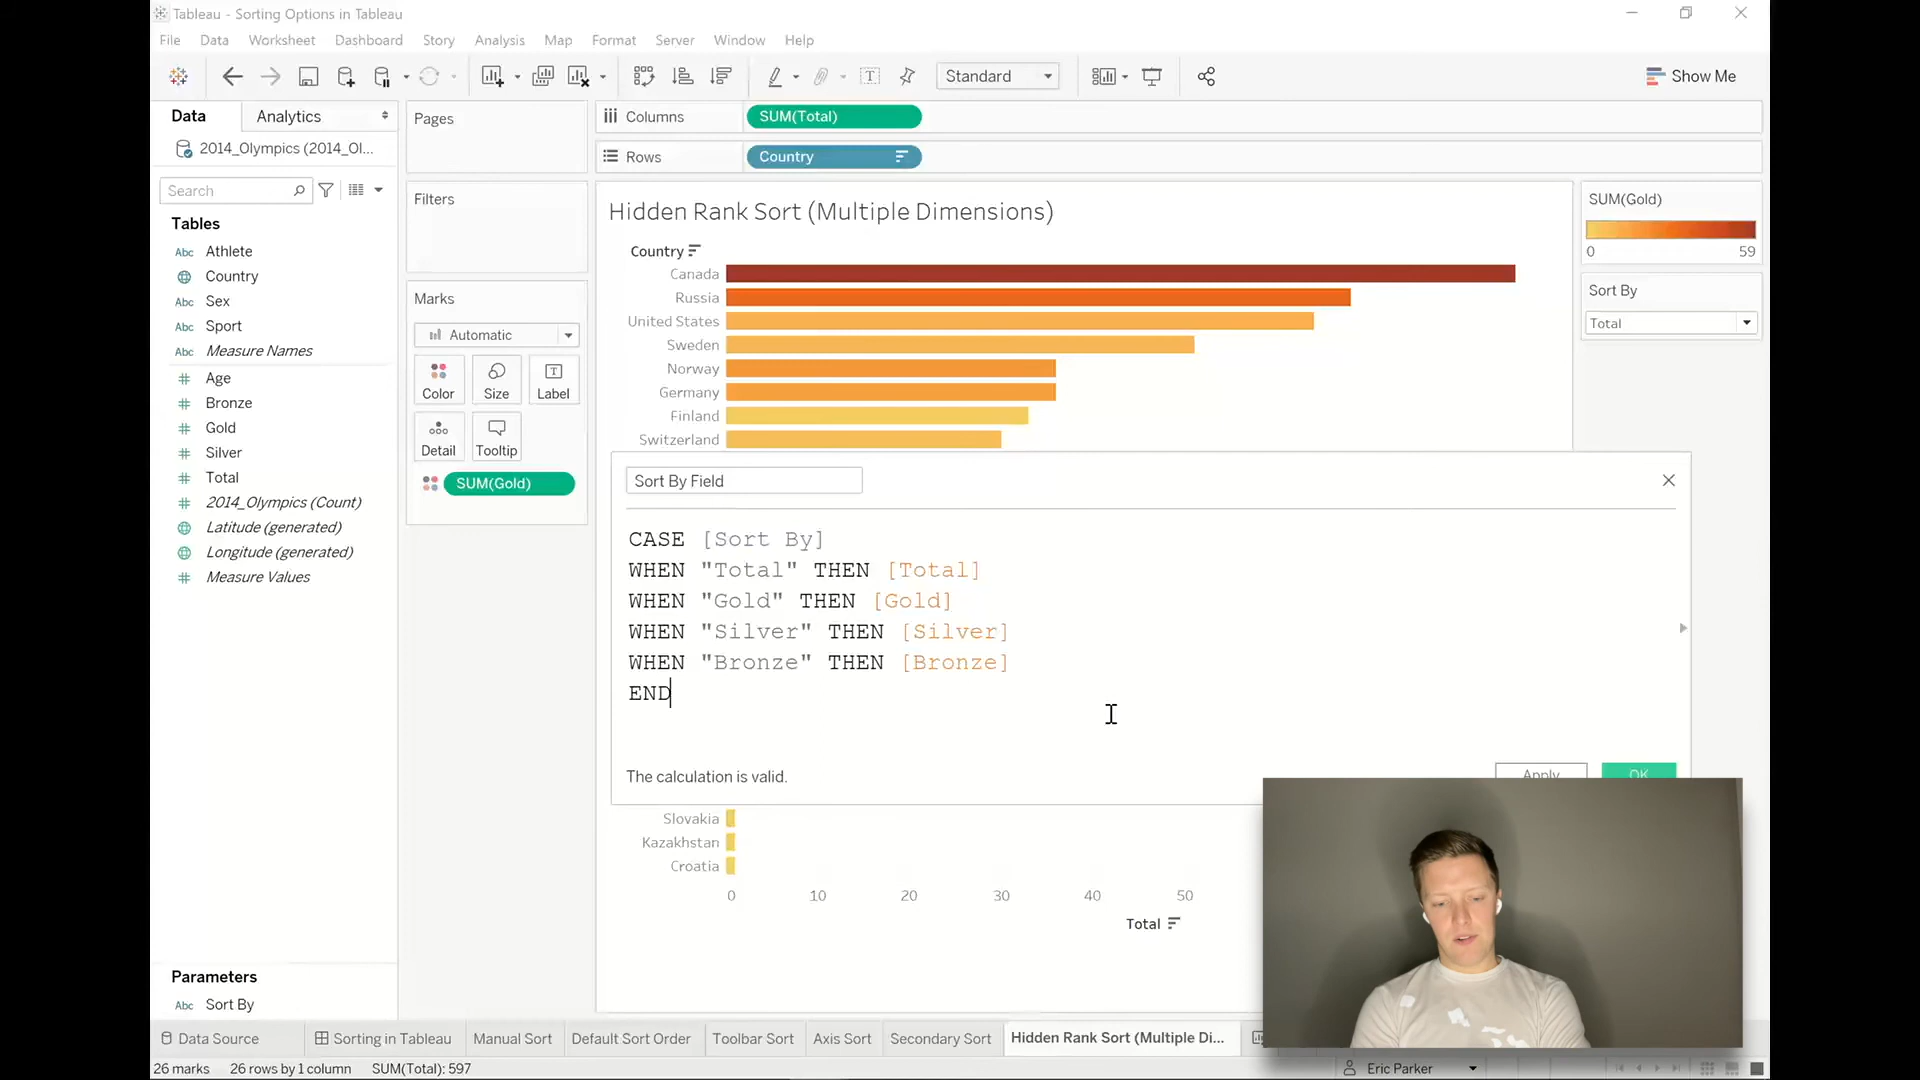 Tableau - Sorting Options in Tableau
File Data Worksheet Dashboard Story Analysis Map Format Server Window Help
Standard
Show Me
Data
Analytics
Pages
Columns
SUM(Total)
2014_Olympics (2014_Ol...
Rows
Country
Search
Filters
Hidden Rank Sort (Multiple Dimensions)
SUM(Gold)
0
59
Tables
Abc Athlete
Country
Abc Sex
Abc Sport
Abc Measure Names
Age
Bronze
Gold
Silver
Total
2014_Olympics (Count)
Latitude (generated)
Longitude (generated)
Measure Values
Marks
Automatic
Color
Size
Label
Detail
Tooltip
SUM(Gold)
Country
Canada
Russia
United States
Sweden
Norway
Germany
Finland
Switzerland
Sort By
Total
Sort By Field
CASE [Sort By]
WHEN "Total" THEN [Total]
WHEN "Gold" THEN [Gold]
WHEN "Silver" THEN [Silver]
WHEN "Bronze" THEN [Bronze]
END
The calculation is valid.
Apply
OK
Slovakia
Kazakhstan
Croatia
0 10 20 30 40 50
Total
Parameters
Abc Sort By
Data Source
Sorting in Tableau
Manual Sort
Default Sort Order
Toolbar Sort
Axis Sort
Secondary Sort
Hidden Rank Sort (Multiple Di...
26 marks
26 rows by 1 column
SUM(Total): 597
Eric Parker